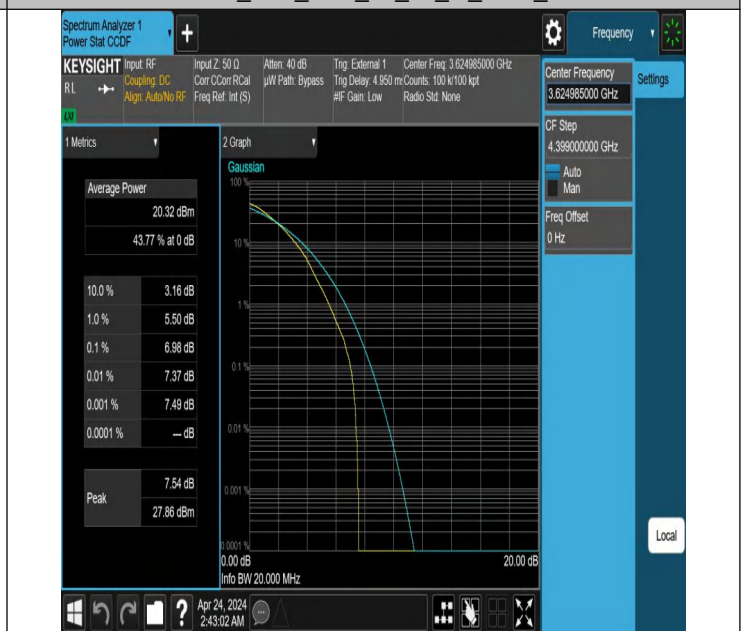 Spectrum Analyzer 1
Power Stat CCDF
Frequency
KEYSIGHT
RL
Input: RF
Coupling: DC
Align: Auto/No RF
Input Z: 50 Ω
Corr CCorr RCal
Freq Ref: Int (S)
Atten: 40 dB
µW Path: Bypass
Trig: External 1
Trig Delay: 4.950 ms
#IF Gain: Low
Center Freq: 3.624985000 GHz
Counts: 100 k/100 kpt
Radio Std: None
Center Frequency
3.624985000 GHz
Settings
CF Step
4.399000000 GHz
Auto
Man
Freq Offset
0 Hz
1 Metrics
Average Power
20.32 dBm
43.77 % at 0 dB
10.0 % 3.16 dB
1.0 % 5.50 dB
0.1 % 6.98 dB
0.01 % 7.37 dB
0.001 % 7.49 dB
0.0001 % --- dB
Peak
7.54 dB
27.86 dBm
2 Graph
Gaussian
100 %
10 %
1 %
0.1 %
0.01 %
0.001 %
0.0001 %
0.00 dB 20.00 dB
Info BW 20.000 MHz
Local
?
Apr 24, 2024
2:43:02 AM